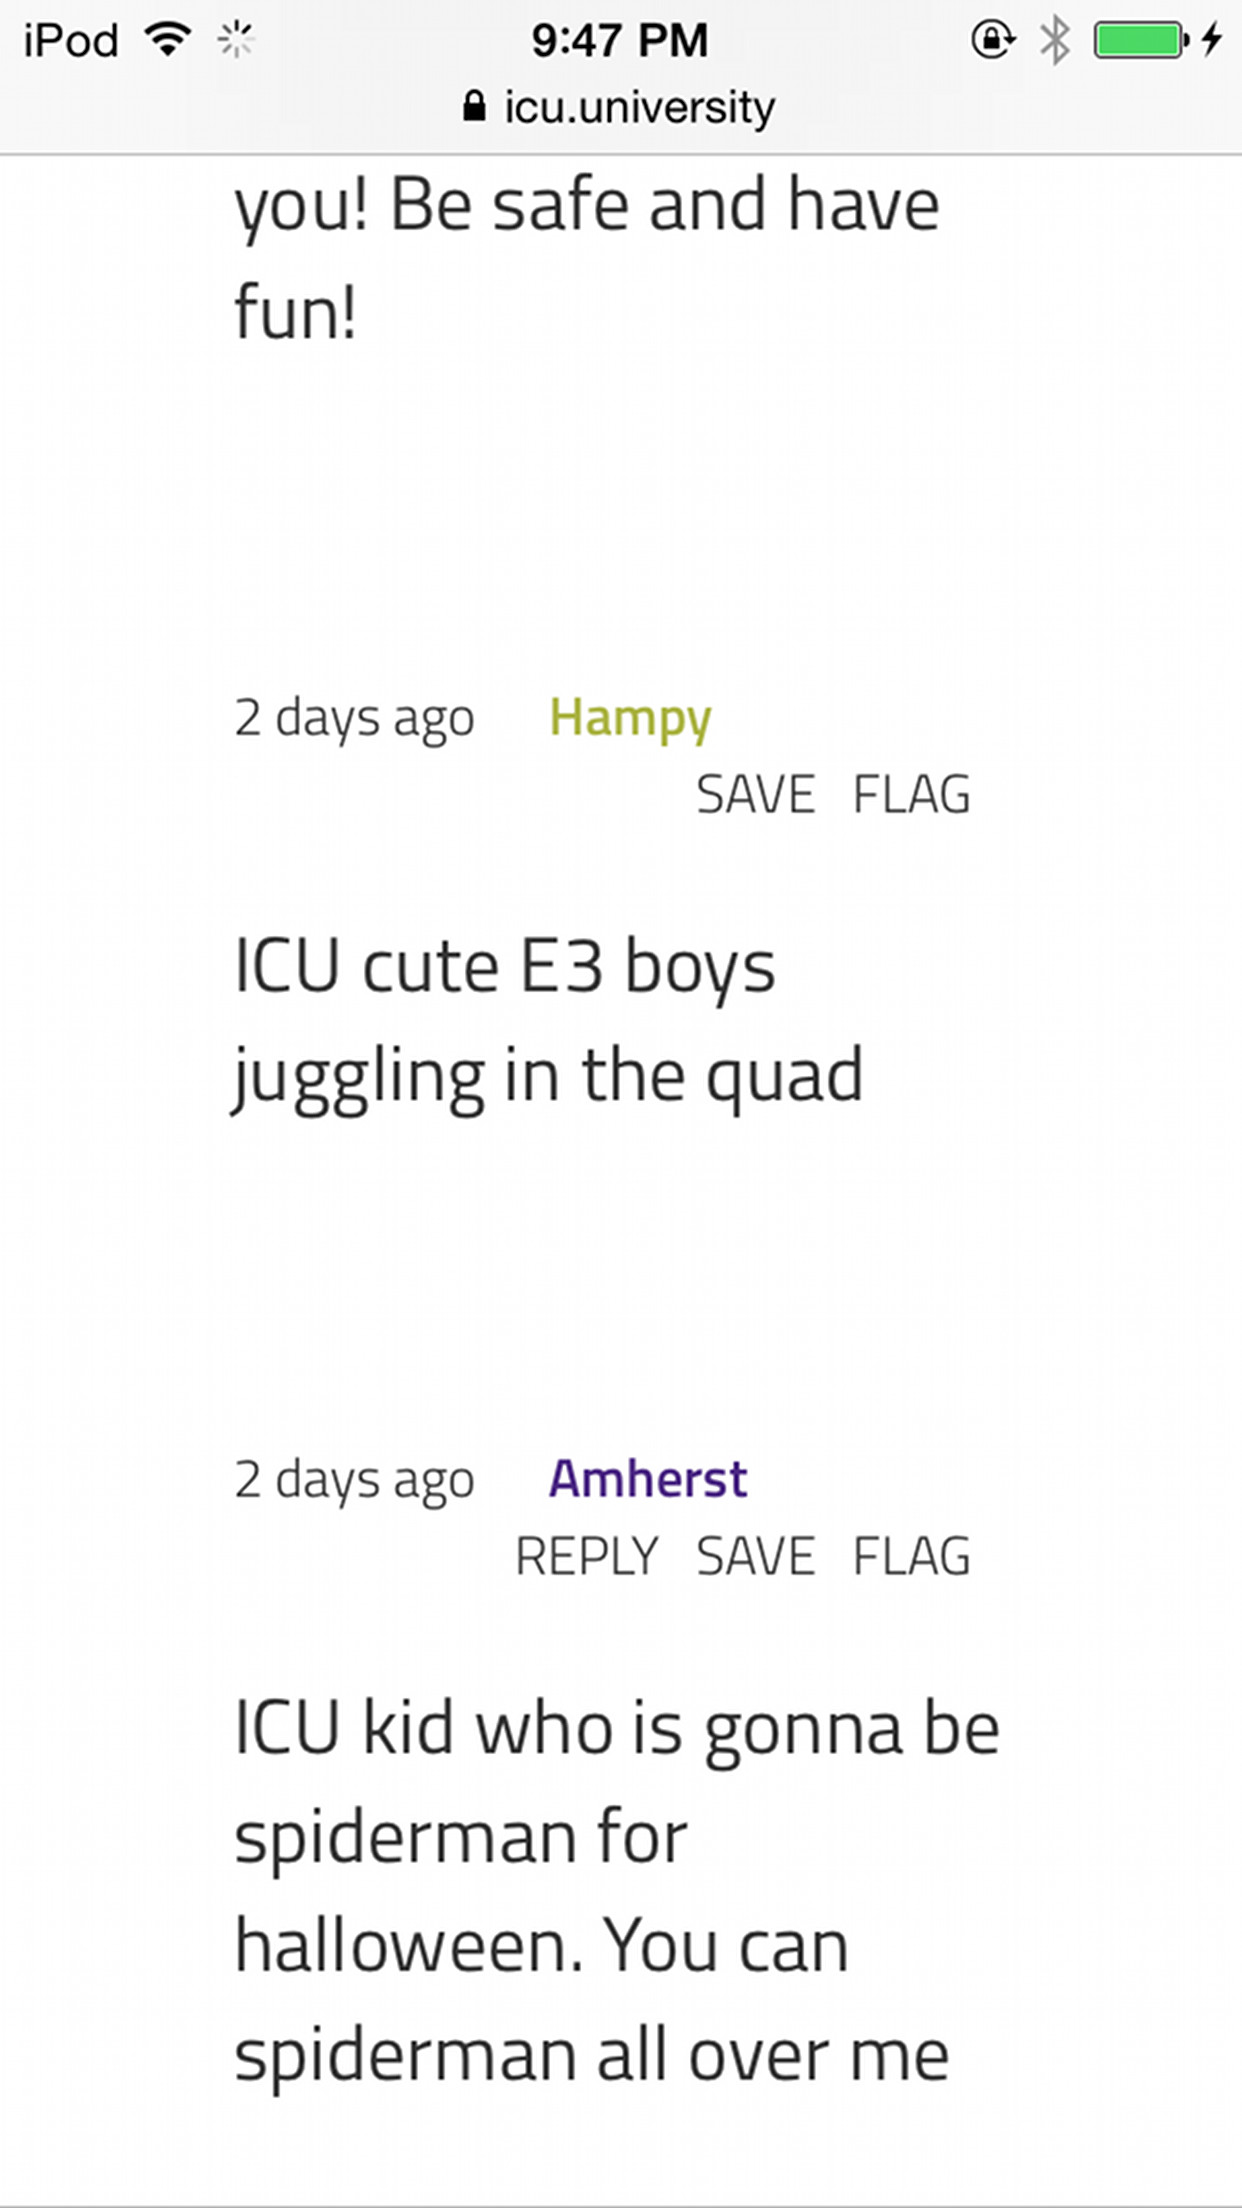 iPod 9:47 PM
icu.university
you! Be safe and have
fun!
2 days ago Hampy
SAVE FLAG
ICU cute E3 boys
juggling in the quad
2 days ago Amherst
REPLY SAVE FLAG
ICU kid who is gonna be
spiderman for
halloween. You can
spiderman all over me